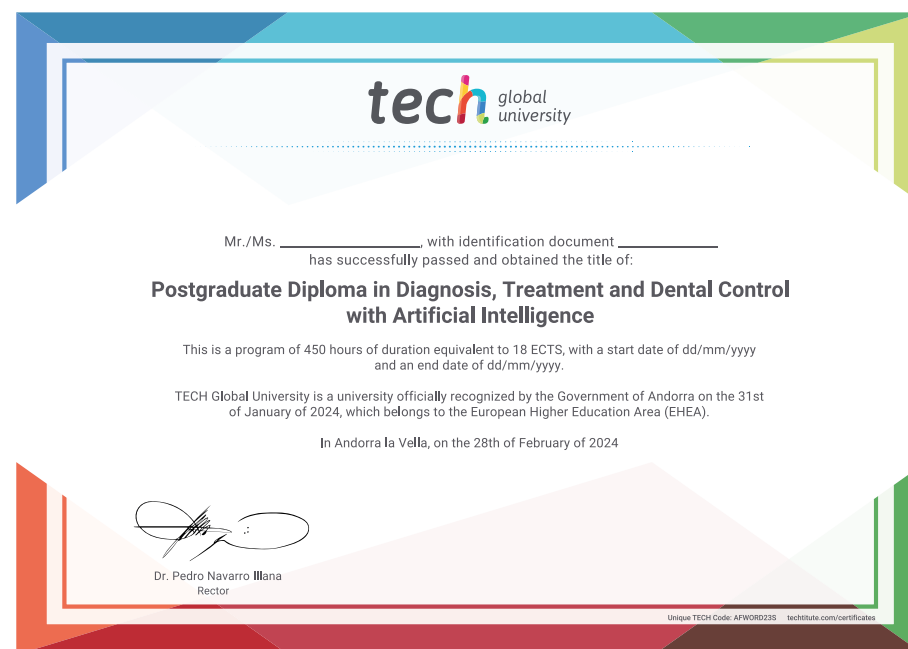 tech global university
Mr./Ms. ____________________, with identification document ______________
has successfully passed and obtained the title of:
Postgraduate Diploma in Diagnosis, Treatment and Dental Control
with Artificial Intelligence
This is a program of 450 hours of duration equivalent to 18 ECTS, with a start date of dd/mm/yyyy
and an end date of dd/mm/yyyy.
TECH Global University is a university officially recognized by the Government of Andorra on the 31st
of January of 2024, which belongs to the European Higher Education Area (EHEA).
In Andorra la Vella, on the 28th of February of 2024
Dr. Pedro Navarro Illana
Rector
Unique TECH Code: AFWORD23S techtitute.com/certificates